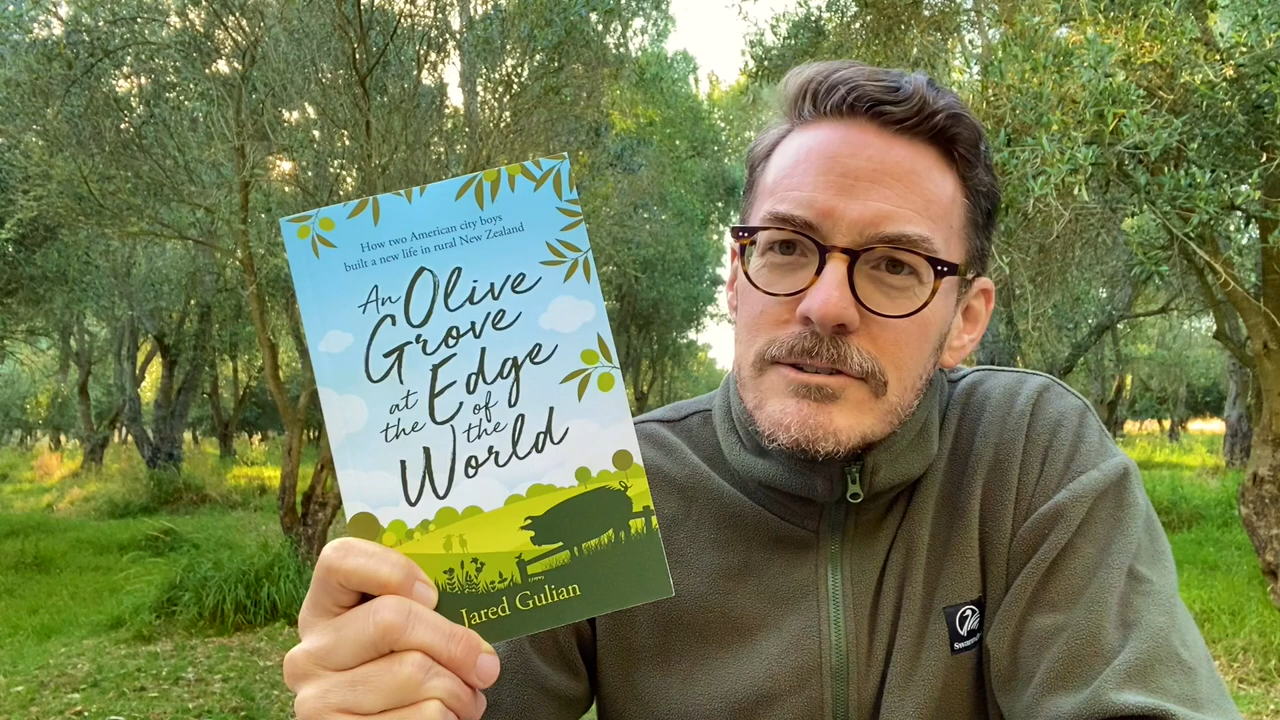 How two American city boys
built a new life in rural New Zealand
An Olive
Grove
at the Edge
of the
World
Jared Gulian